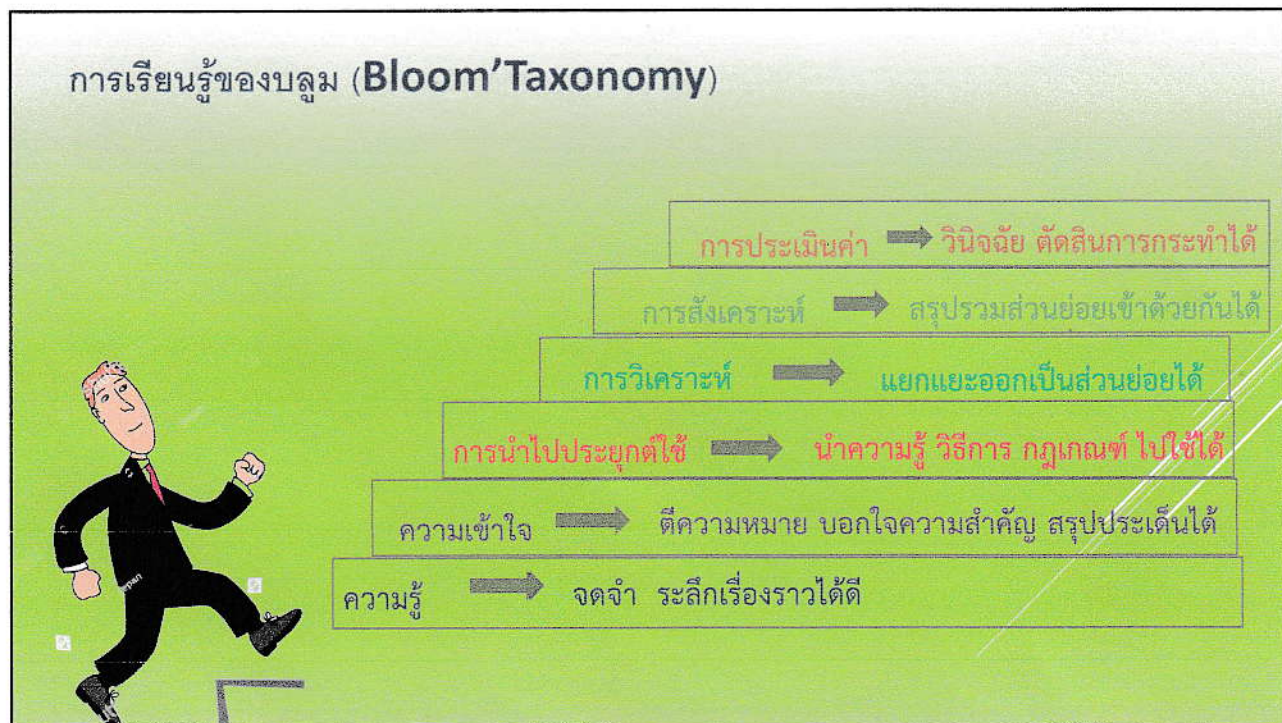 การเรียนรู้ของบลูม (Bloom'Taxonomy)
การประเมินค่า วินิจฉัย ตัดสินการกระทำได้
การสังเคราะห์ สรุปรวมส่วนย่อยเข้าด้วยกันได้
การวิเคราะห์ แยกแยะออกเป็นส่วนย่อยได้
การนำไปประยุกต์ใช้ นำความรู้ วิธีการ กฎเกณฑ์ ไปใช้ได้
ความเข้าใจ ตีความหมาย บอกใจความสำคัญ สรุปประเด็นได้
ความรู้ จดจำ ระลึกเรื่องราวได้ดี